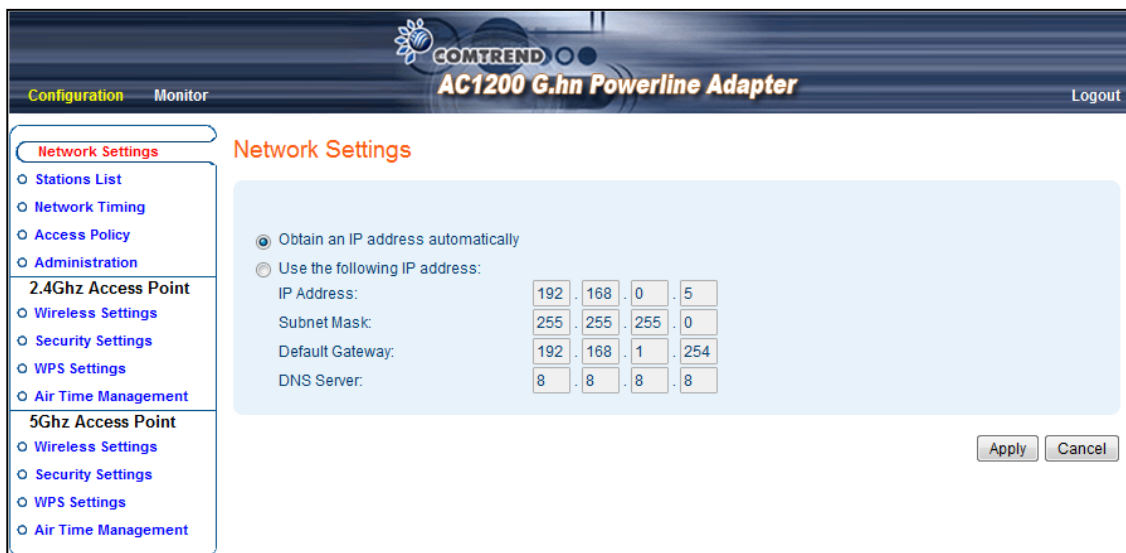 COMTREND
AC1200 G.hn Powerline Adapter
Configuration Monitor Logout
Network Settings
Stations List
Network Timing
Access Policy
Administration
2.4Ghz Access Point
Wireless Settings
Security Settings
WPS Settings
Air Time Management
5Ghz Access Point
Wireless Settings
Security Settings
WPS Settings
Air Time Management
Network Settings
Obtain an IP address automatically
Use the following IP address:
IP Address: 192 . 168 . 0 . 5
Subnet Mask: 255 . 255 . 255 . 0
Default Gateway: 192 . 168 . 1 . 254
DNS Server: 8 . 8 . 8 . 8
Apply Cancel